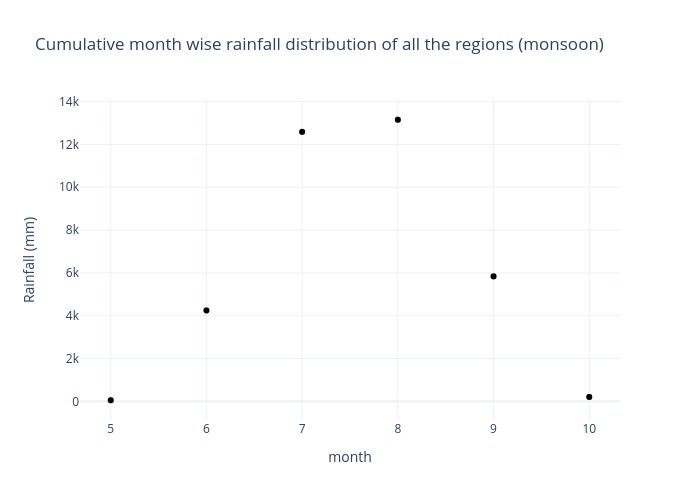 Cumulative month wise rainfall distribution of all the regions (monsoon)
14k
12k
10k
8k
6k
4k
2k
0
Rainfall (mm)
5 6 7 8 9 10
month